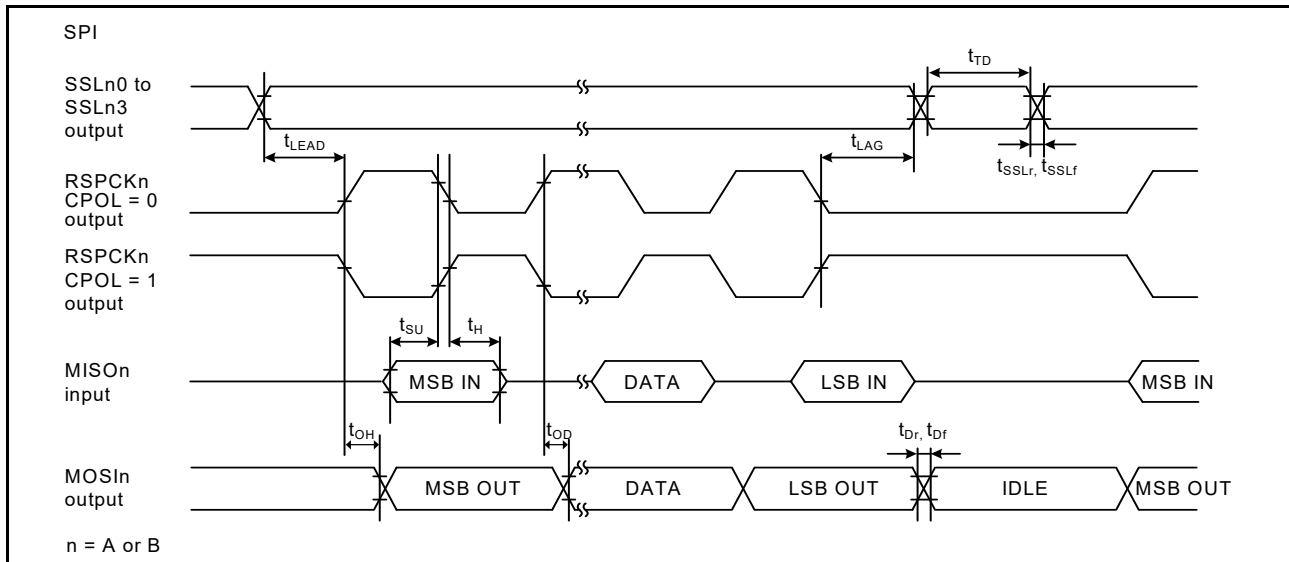 SPI
SSLn0 to
SSLn3
output
tTD
tLEAD
tLAG
tSSLr, tSSLf
RSPCKn
CPOL = 0
output
RSPCKn
CPOL = 1
output
tSU
tH
MISOn
input
MSB IN
DATA
LSB IN
MSB IN
tOH
tOD
tDr, tDf
MOSIn
output
MSB OUT
DATA
LSB OUT
IDLE
MSB OUT
n = A or B